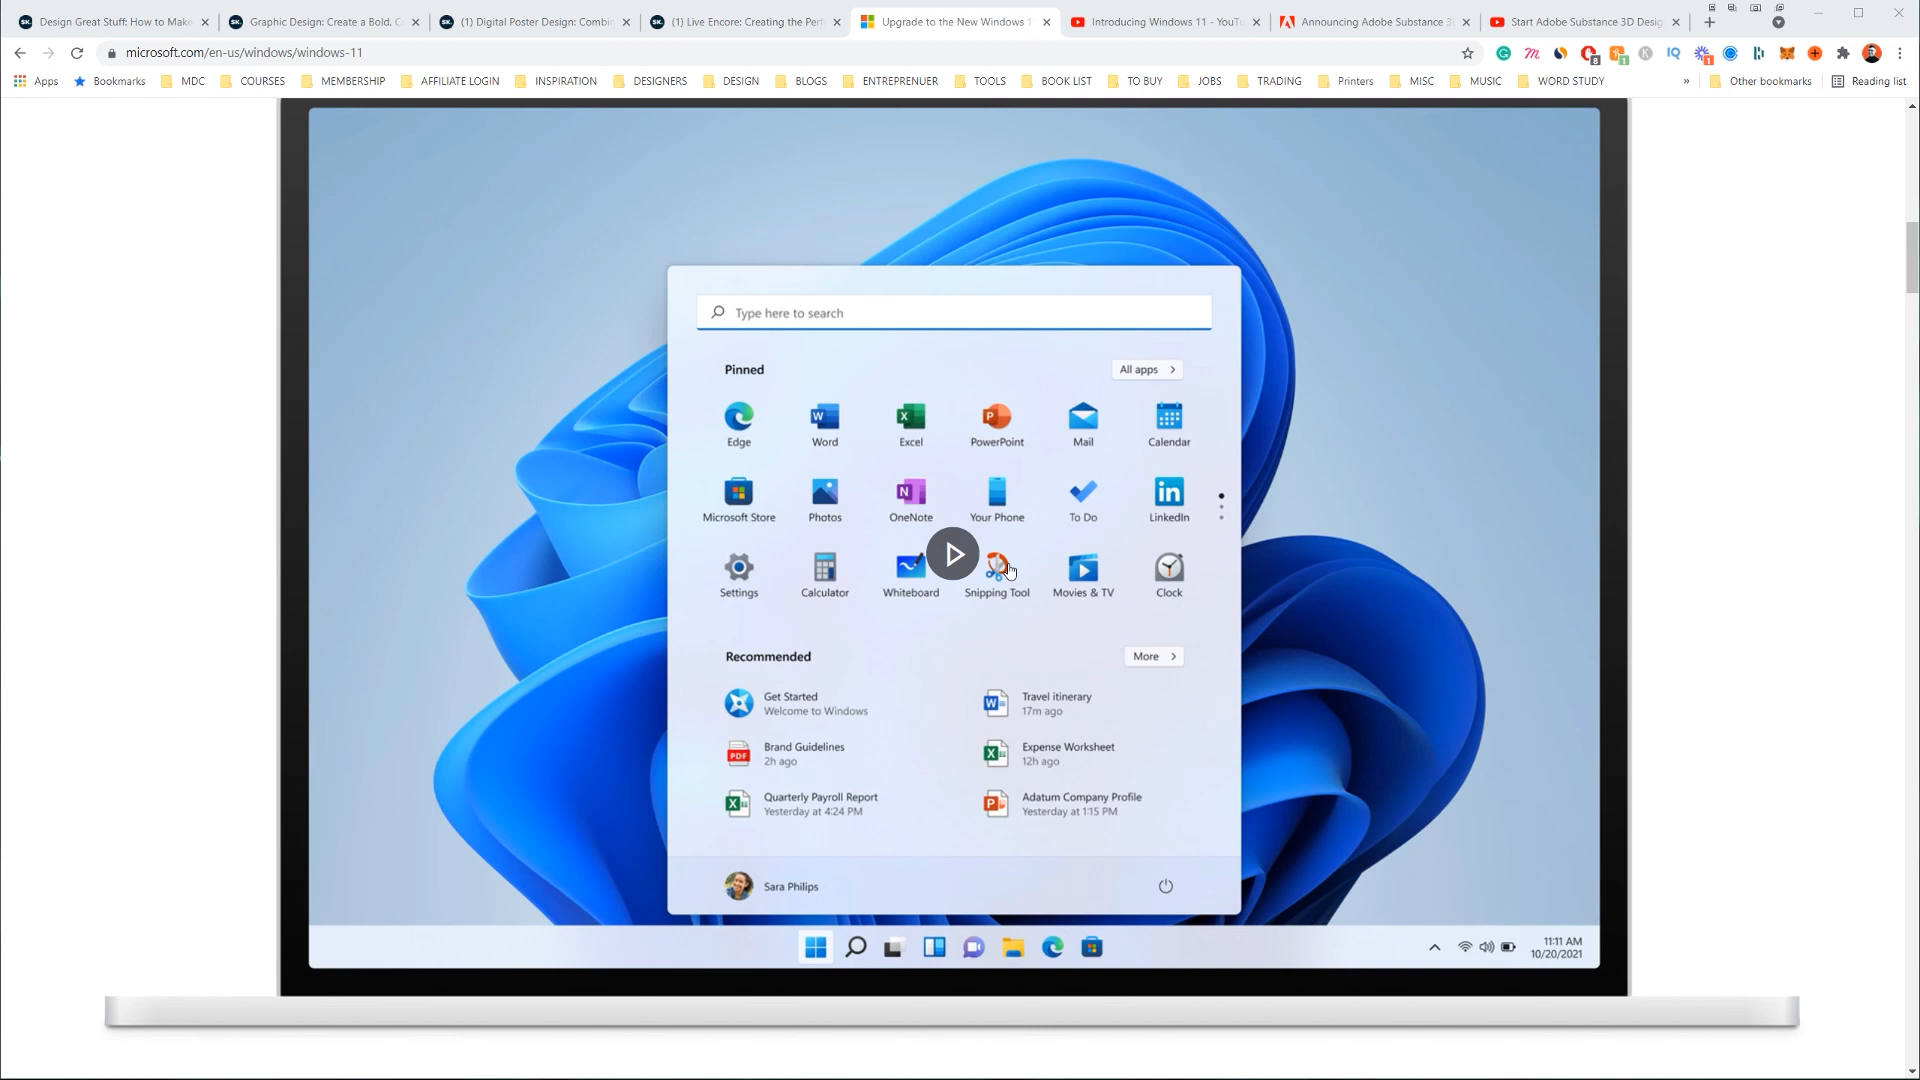 Design Great Stuff: How to Make
Graphic Design: Create a Bold, C
(1) Digital Poster Design: Combin
(1) Live Encore: Creating the Perf
Upgrade to the New Windows 1
Introducing Windows 11 - YouTu
Announcing Adobe Substance 3
Start Adobe Substance 3D Desig
microsoft.com/en-us/windows/windows-11
Apps
Bookmarks
MDC
COURSES
MEMBERSHIP
AFFILIATE LOGIN
INSPIRATION
DESIGNERS
DESIGN
BLOGS
ENTREPRENUER
TOOLS
BOOK LIST
TO BUY
JOBS
TRADING
Printers
MISC
MUSIC
WORD STUDY
»
Other bookmarks
Reading list
Type here to search
Pinned
All apps >
Edge
Word
Excel
PowerPoint
Mail
Calendar
Microsoft Store
Photos
OneNote
Your Phone
To Do
LinkedIn
Settings
Calculator
Whiteboard
Snipping Tool
Movies & TV
Clock
Recommended
More >
Get Started
Welcome to Windows
Travel itinerary
17m ago
Brand Guidelines
2h ago
Expense Worksheet
12h ago
Quarterly Payroll Report
Yesterday at 4:24 PM
Adatum Company Profile
Yesterday at 1:15 PM
Sara Philips
11:11 AM
10/20/2021